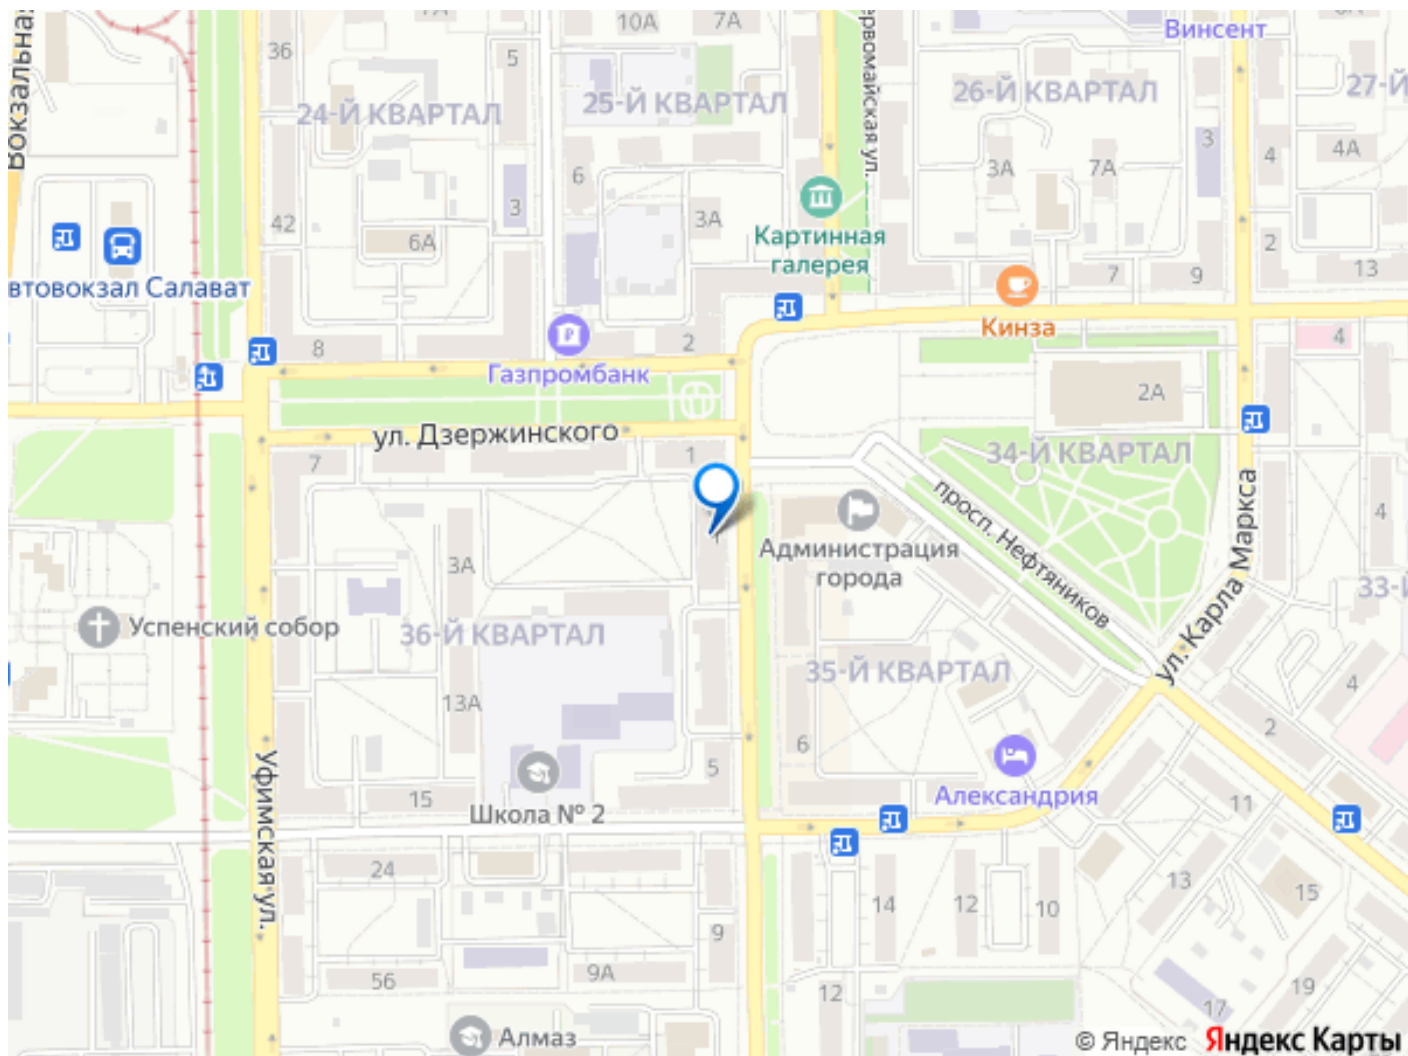 Вокзальная
36
7А
5
10А
7А
Первомайская ул.
Винсент
24-Й КВАРТАЛ
25-Й КВАРТАЛ
26-Й КВАРТАЛ
27-Й
3
4
4А
6
3А
7А
3
3А
42
6А
Картинная
галерея
2
7
9
13
втовокзал Салават
Кинза
8
2
4
Газпромбанк
2А
ул. Дзержинского
7
1
34-Й КВАРТАЛ
просп. Нефтяников
ул. Карла Маркса
4
Администрация
города
3А
33-Й
Успенский собор
36-Й КВАРТАЛ
35-Й КВАРТАЛ
4
13А
2
6
5
Уфимская ул.
15
Школа № 2
Александрия
11
24
13
15
14
12
10
9
56
9А
12
19
17
Алмаз
© Яндекс Яндекс Карты